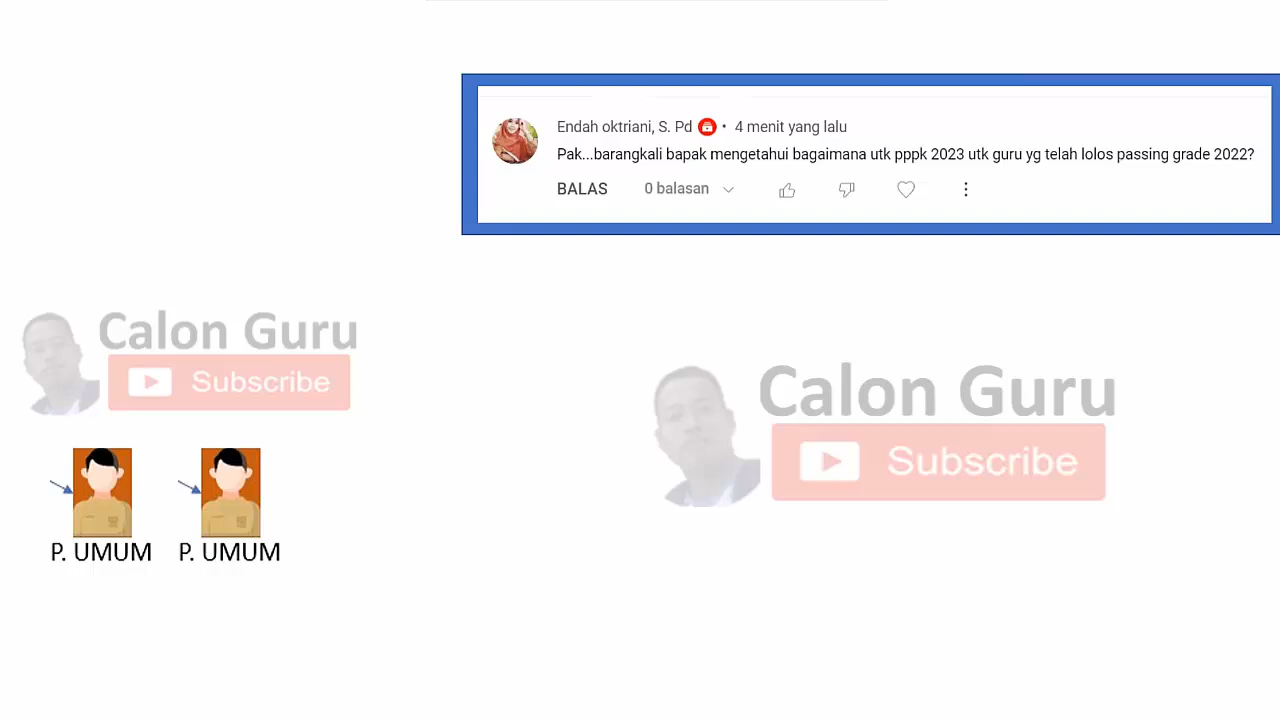 Endah oktriani, S. Pd • 4 menit yang lalu
Pak...barangkali bapak mengetahui bagaimana utk pppk 2023 utk guru yg telah lolos passing grade 2022?
BALAS 0 balasan
Calon Guru
Subscribe
Calon Guru
Subscribe
P. UMUM P. UMUM